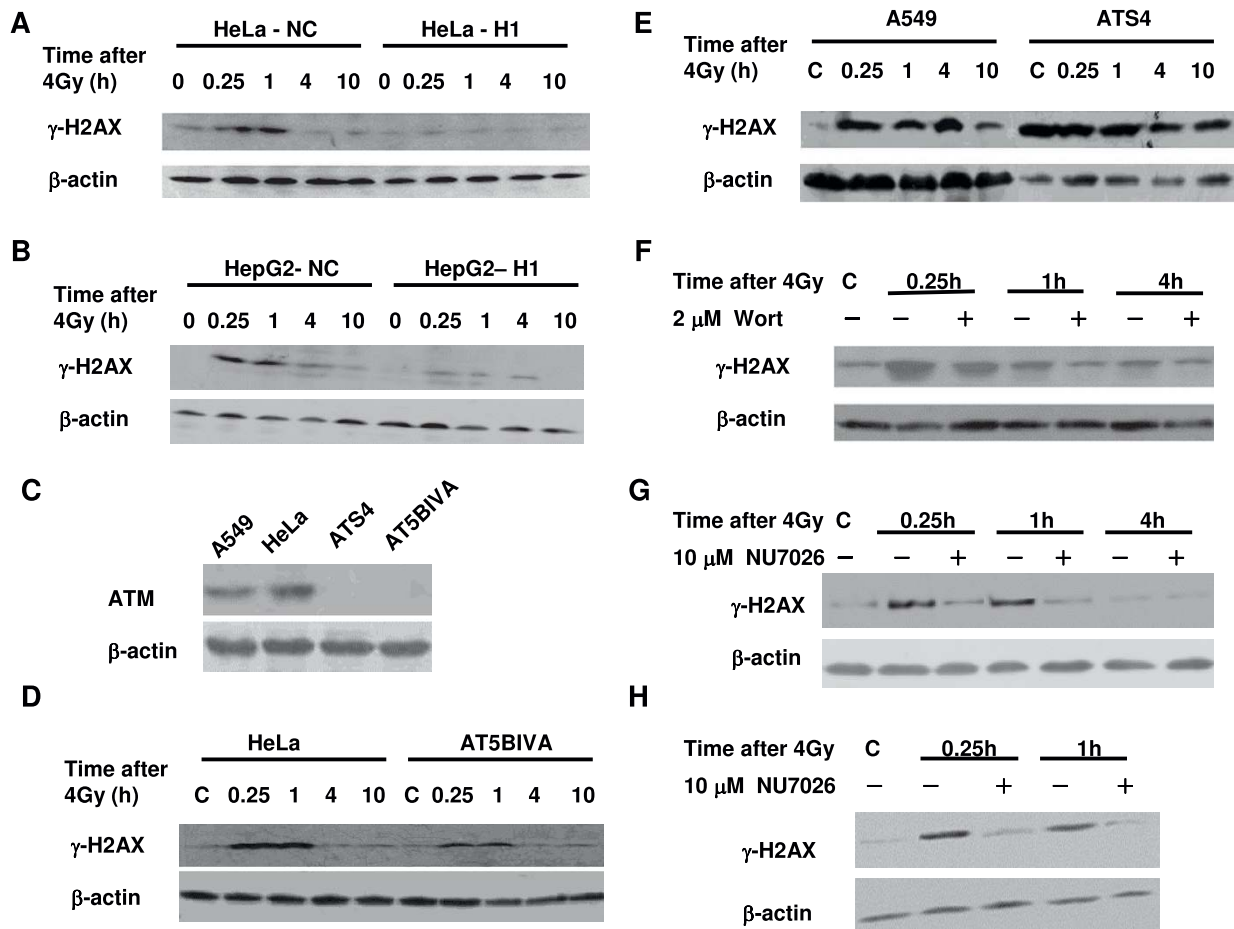 A
HeLa - NC HeLa - H1
Time after
4Gy (h) 0 0.25 1 4 10 0 0.25 1 4 10
γ-H2AX
β-actin
B
HepG2- NC HepG2– H1
Time after
4Gy (h) 0 0.25 1 4 10 0 0.25 1 4 10
γ-H2AX
β-actin
C
A549 HeLa ATS4 AT5BIVA
ATM
β-actin
D
HeLa AT5BIVA
Time after
4Gy (h) C 0.25 1 4 10 C 0.25 1 4 10
γ-H2AX
β-actin
E
A549 ATS4
Time after
4Gy (h) C 0.25 1 4 10 C 0.25 1 4 10
γ-H2AX
β-actin
F
Time after 4Gy C 0.25h 1h 4h
2 μM Wort − − + − + − +
γ-H2AX
β-actin
G
Time after 4Gy C 0.25h 1h 4h
10 μM NU7026 − − + − + − +
γ-H2AX
β-actin
H
Time after 4Gy C 0.25h 1h
10 μM NU7026 − − + − +
γ-H2AX
β-actin